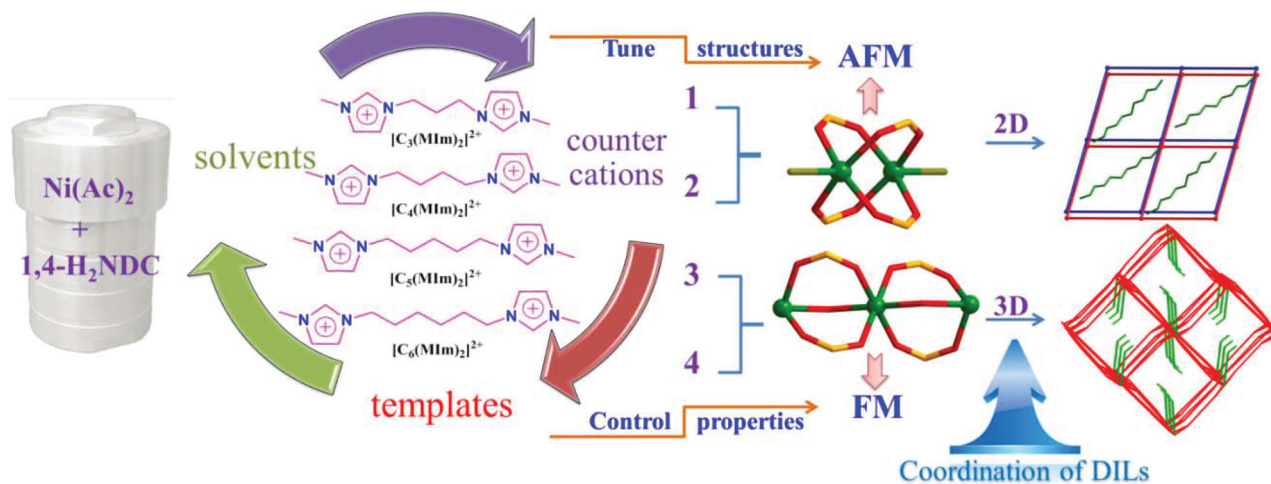 Ni(Ac)₂
+
1,4-H₂NDC
solvents
[C₃(MIm)₂]²⁺
[C₄(MIm)₂]²⁺
[C₅(MIm)₂]²⁺
[C₆(MIm)₂]²⁺
N N N N
N N N N
N N N N
N N N N
counter
cations
templates
Tune structures
AFM
1
2
2D
3
4
3D
FM
Control properties
Coordination of DILs